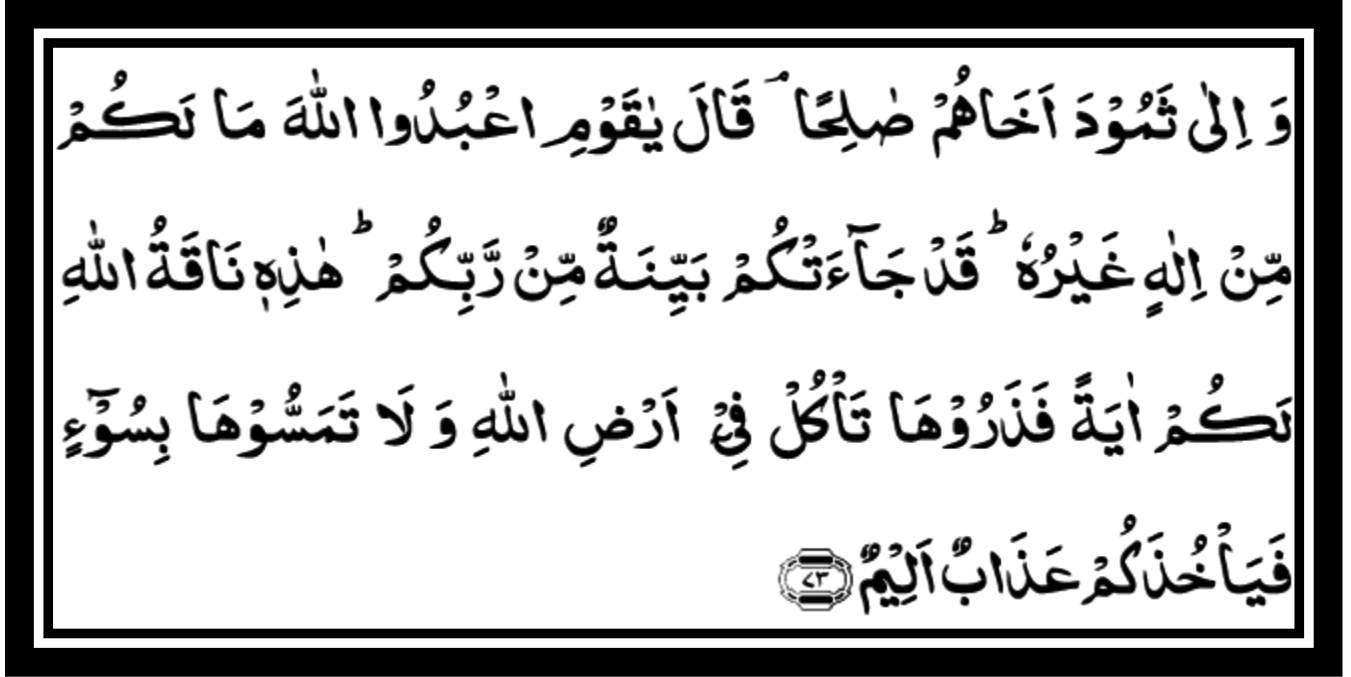 وَ اِلٰی ثَمُوْدَ اَخَاهُمْ صٰلِحًا ۘ قَالَ یٰقَوْمِ اعْبُدُوا اللّٰهَ مَا لَكُمْ
مِّنْ اِلٰهٍ غَیْرُهٗ ؕ قَدْ جَآءَتْكُمْ بَیِّنَةٌ مِّنْ رَّبِّكُمْ ؕ هٰذِهٖ نَاقَةُ اللّٰهِ
لَكُمْ اٰیَةً فَذَرُوْهَا تَاْكُلْ فِیْۤ اَرْضِ اللّٰهِ وَ لَا تَمَسُّوْهَا بِسُوْٓءٍ
فَیَاْخُذَكُمْ عَذَابٌ اَلِیْمٌ ﴿۷۳﴾